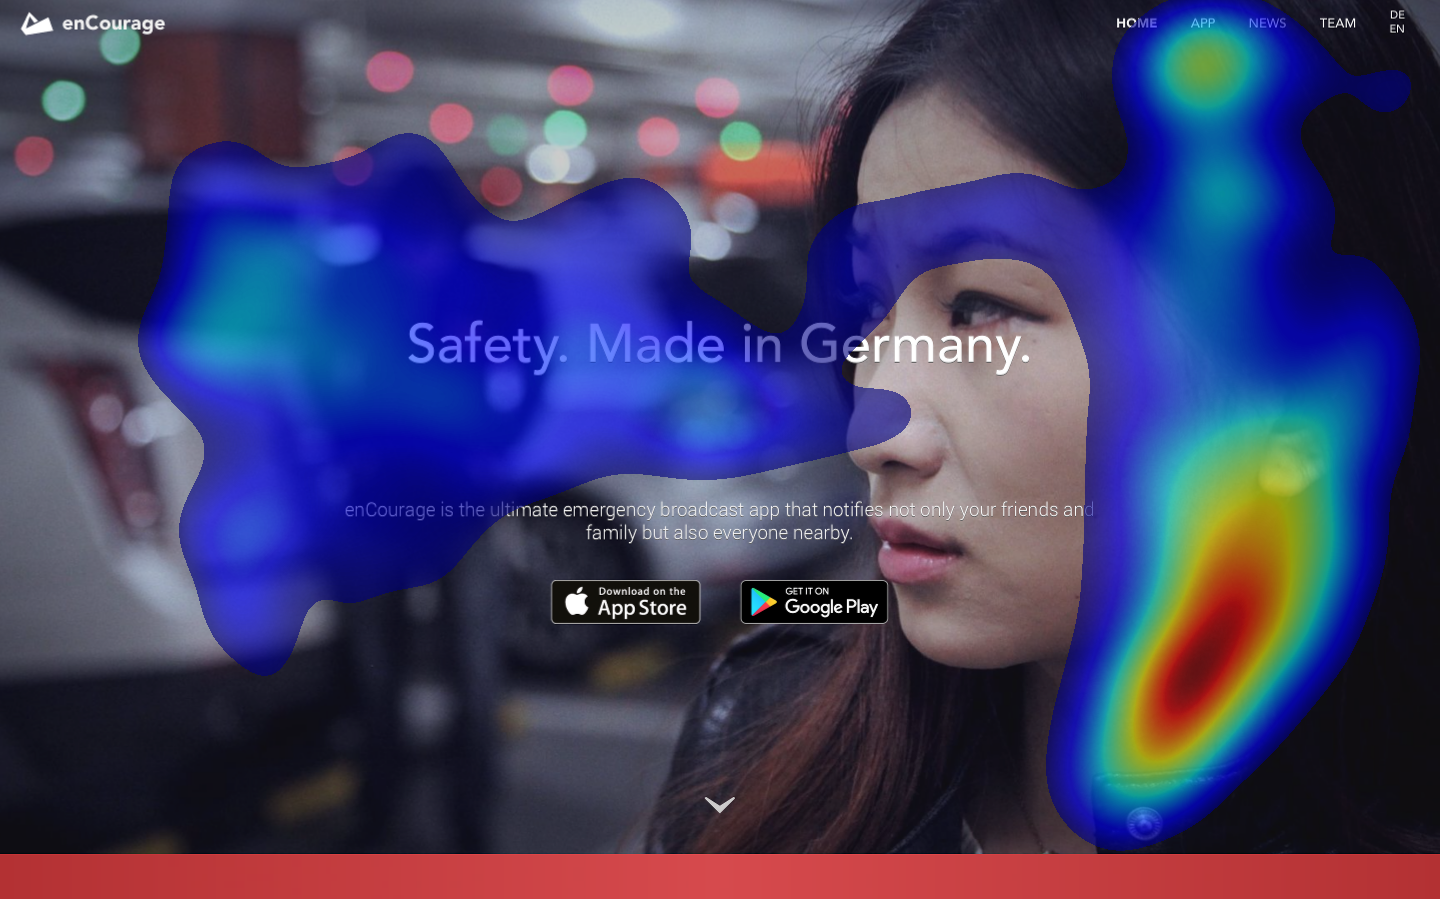 enCourage
HOME APP NEWS TEAM DE
EN
Safety. Made in Germany.
enCourage is the ultimate emergency broadcast app that notifies not only your friends and
family but also everyone nearby.
Download on the
App Store
GET IT ON
Google Play